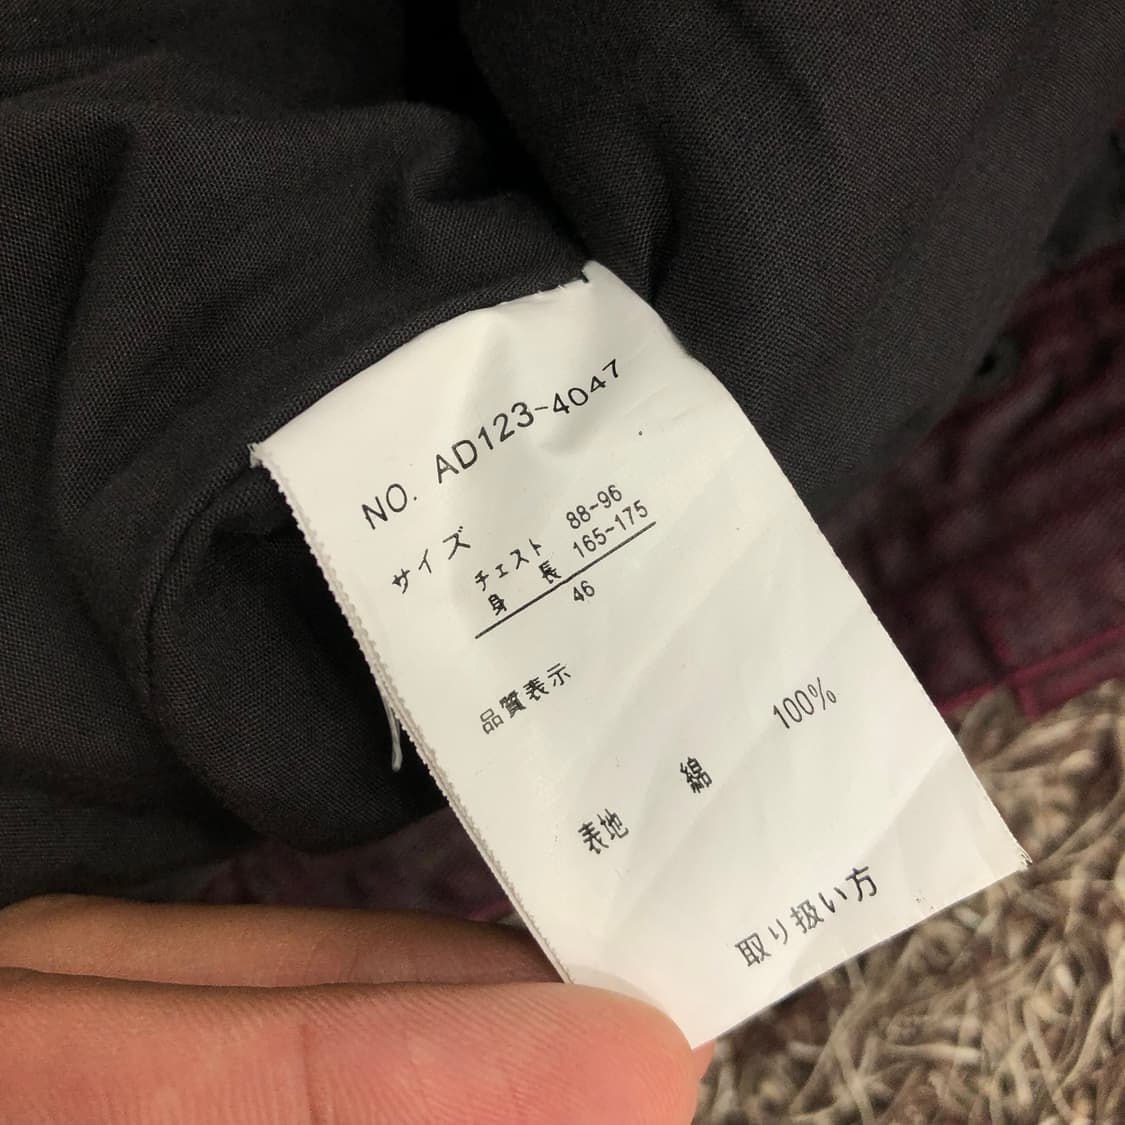 NO. AD123-4047
サイズ
チェスト 88~96
身 長 165~175
46
品質表示
表地 綿 100%
取り扱い方